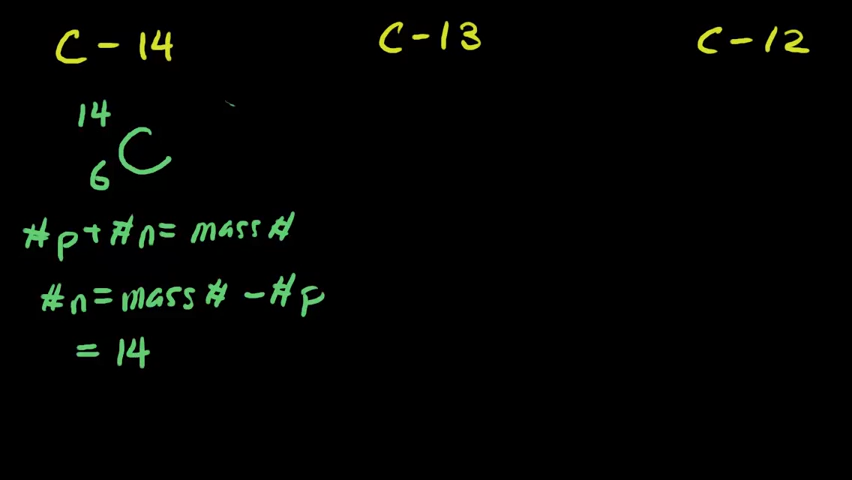 C - 14 C - 13 C - 12
14
C
6
#p + #n = mass #
#n = mass # - #p
= 14